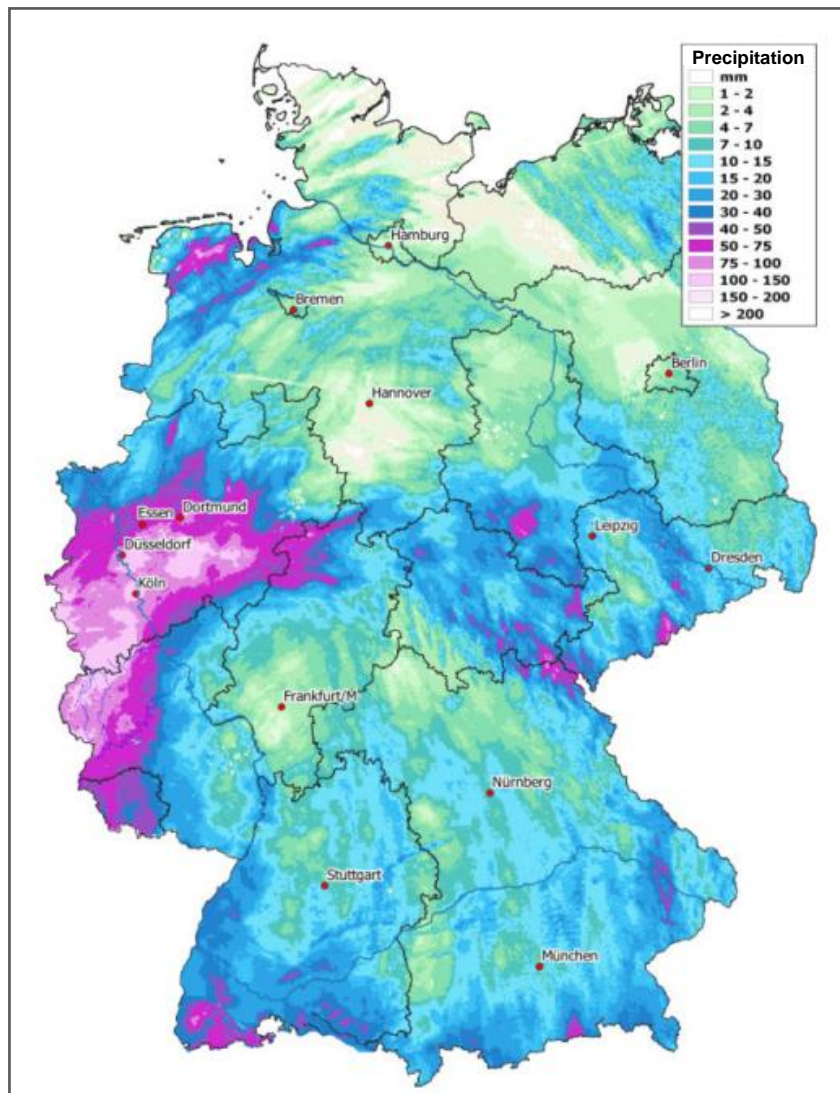 Precipitation
mm
1 - 2
2 - 4
4 - 7
7 - 10
10 - 15
15 - 20
20 - 30
30 - 40
40 - 50
50 - 75
75 - 100
100 - 150
150 - 200
> 200
Hamburg
Bremen
Berlin
Hannover
Dortmund
Essen
Leipzig
Düsseldorf
Dresden
Köln
Frankfurt/M
Nürnberg
Stuttgart
München